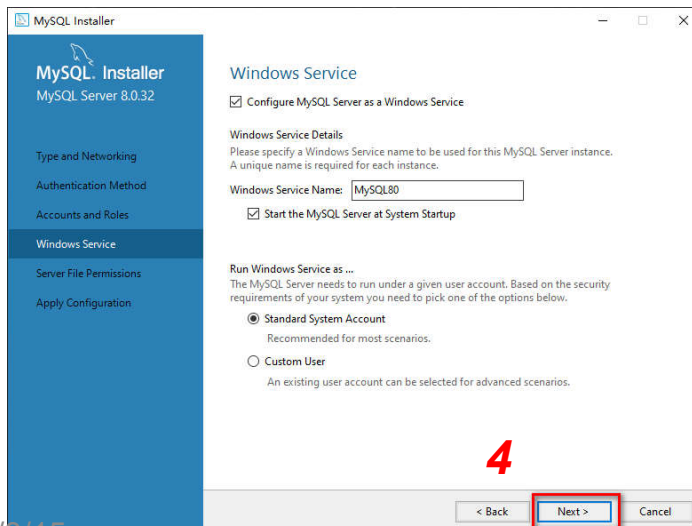 MySQL Installer
MySQL. Installer
MySQL Server 8.0.32
Type and Networking
Authentication Method
Accounts and Roles
Windows Service
Server File Permissions
Apply Configuration
Windows Service
Configure MySQL Server as a Windows Service
Windows Service Details
Please specify a Windows Service name to be used for this MySQL Server instance.
A unique name is required for each instance.
Windows Service Name: MySQL80
Start the MySQL Server at System Startup
Run Windows Service as ...
The MySQL Server needs to run under a given user account. Based on the security
requirements of your system you need to pick one of the options below.
Standard System Account
Recommended for most scenarios.
Custom User
An existing user account can be selected for advanced scenarios.
4
< Back Next > Cancel